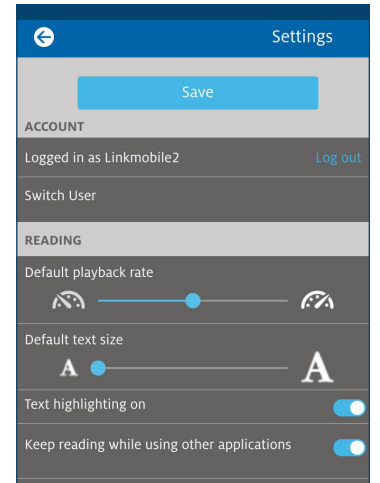 Settings
Save
ACCOUNT
Logged in as Linkmobile2 Log out
Switch User
READING
Default playback rate
Default text size
A A
Text highlighting on
Keep reading while using other applications